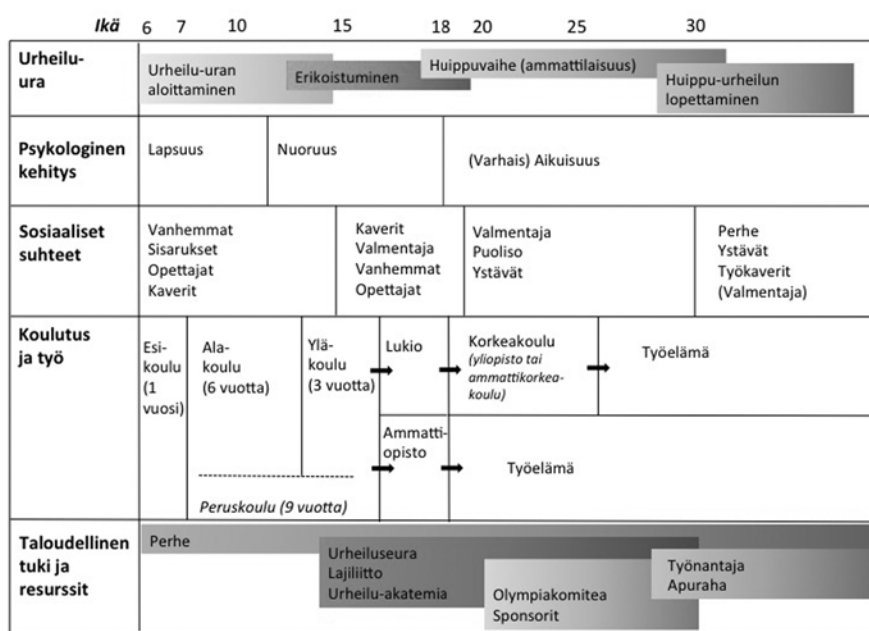 Ikä 6 7 10 15 18 20 25 30
Urheilu-
ura
Urheilu-uran
aloittaminen
Erikoistuminen
Huippuvaihe (ammattilaisuus)
Huippu-urheilun
lopettaminen
Psykologinen
kehitys
Lapsuus
Nuoruus
(Varhais) Aikuisuus
Sosiaaliset
suhteet
Vanhemmat
Sisarukset
Opettajat
Kaverit
Kaverit
Valmentaja
Vanhemmat
Opettajat
Valmentaja
Puoliso
Ystävät
Perhe
Ystävät
Työkaverit
(Valmentaja)
Koulutus
ja työ
Esi-
koulu
(1
vuosi)
Ala-
koulu
(6 vuotta)
Ylä-
koulu
(3 vuotta)
Peruskoulu (9 vuotta)
Lukio
Ammatti-
opisto
Korkeakoulu
(yliopisto tai
ammattikorkea-
koulu)
Työelämä
Työelämä
Taloudellinen
tuki ja
resurssit
Perhe
Urheiluseura
Lajiliitto
Urheilu-akatemia
Olympiakomitea
Sponsorit
Työnantaja
Apuraha